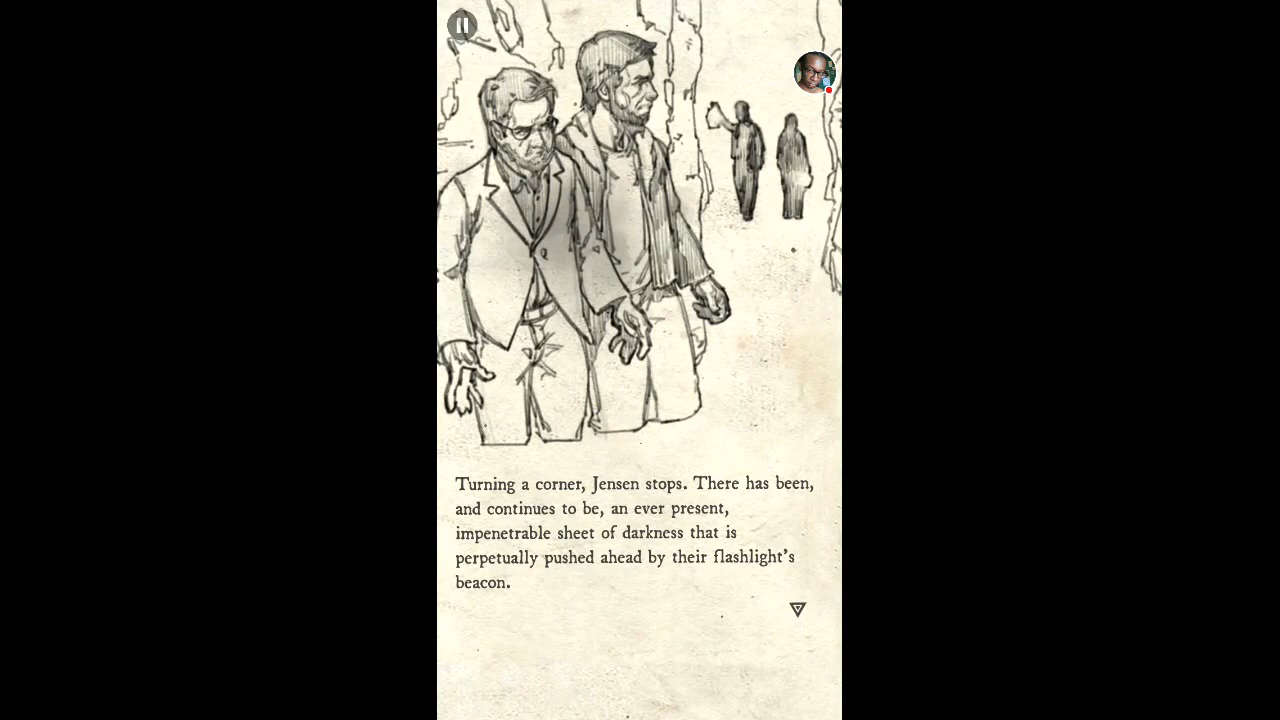 Turning a corner, Jensen stops. There has been,
and continues to be, an ever present,
impenetrable sheet of darkness that is
perpetually pushed ahead by their flashlight's
beacon.